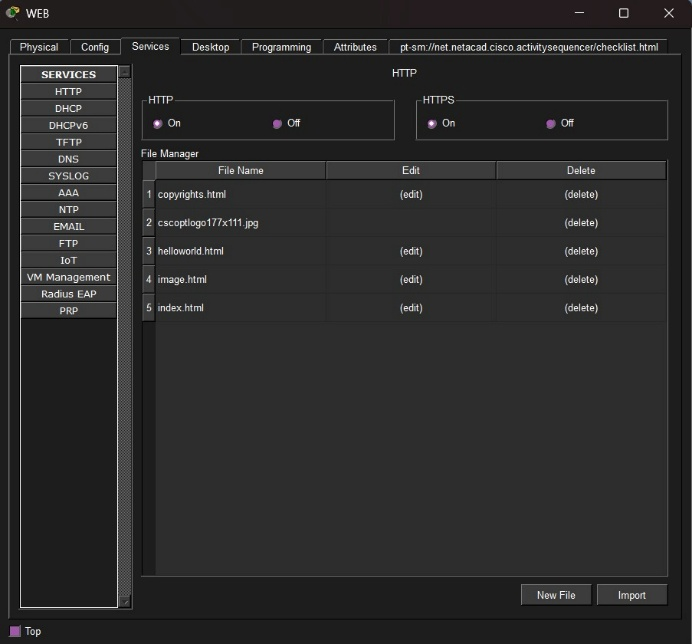 WEB
Physical Config Services Desktop Programming Attributes pt-sm://net.netacad.cisco.activitysequencer/checklist.html
SERVICES
HTTP
DHCP
DHCPv6
TFTP
DNS
SYSLOG
AAA
NTP
EMAIL
FTP
IoT
VM Management
Radius EAP
PRP
HTTP
HTTP
On Off
HTTPS
On Off
File Manager
File Name Edit Delete
1 copyrights.html (edit) (delete)
2 cscoptlogo177x111.jpg (delete)
3 helloworld.html (edit) (delete)
4 image.html (edit) (delete)
5 index.html (edit) (delete)
New File Import
Top